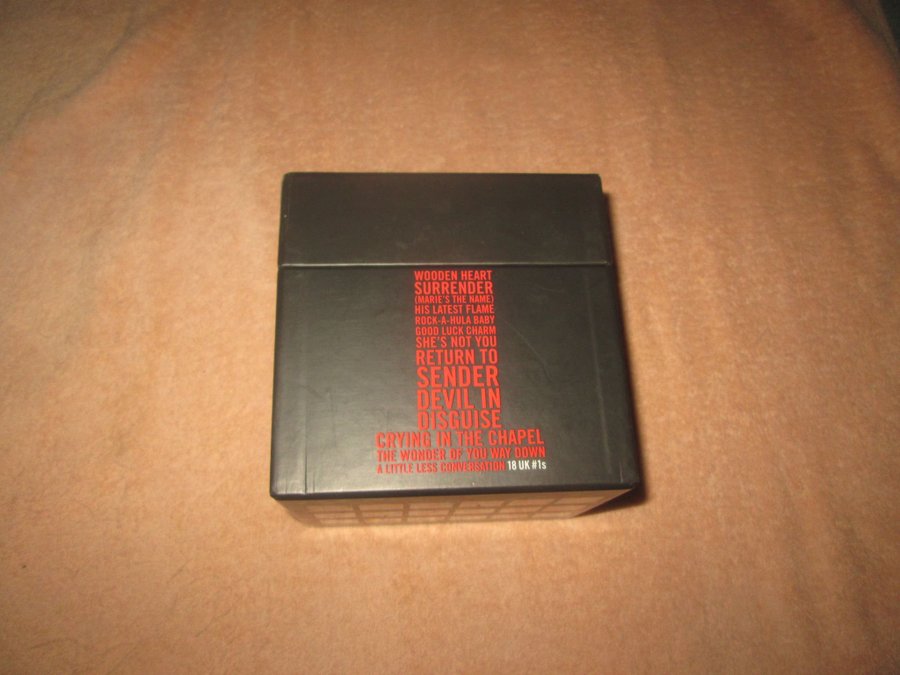 WOODEN HEART
SURRENDER
(MARIE'S THE NAME)
HIS LATEST FLAME
ROCK-A-HULA BABY
GOOD LUCK CHARM
SHE'S NOT YOU
RETURN TO
SENDER
DEVIL IN
DISGUISE
CRYING IN THE CHAPEL
THE WONDER OF YOU WAY DOWN
A LITTLE LESS CONVERSATION 18 UK #1s